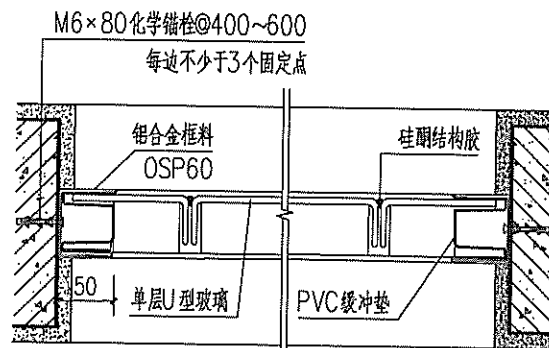 M6×80化学锚栓@400~600
每边不少于3个固定点
铝合金框料
OSP60
硅酮结构胶
50
单层U型玻璃
PVC缓冲垫